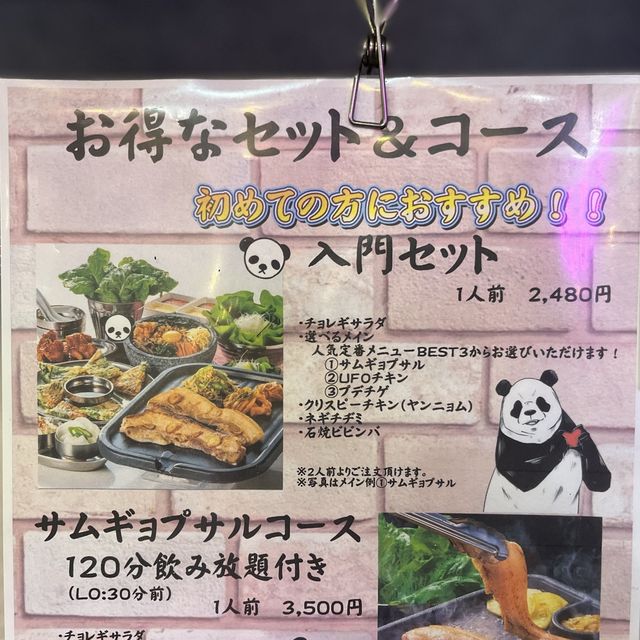 お得なセット＆コース
初めての方におすすめ！！
入門セット
1人前 2,480円
・チョレギサラダ
・選べるメイン
人気定番メニューBEST3からお選びいただけます！
①サムギョプサル
②UFOチキン
③プデチゲ
・クリスピーチキン(ヤンニョム)
・ネギチヂミ
・石焼ビビンバ
※2人前よりご注文頂けます。
※写真はメイン例①サムギョプサル
サムギョプサルコース
120分飲み放題付き
(LO:30分前)
1人前 3,500円
・チョレギサラダ